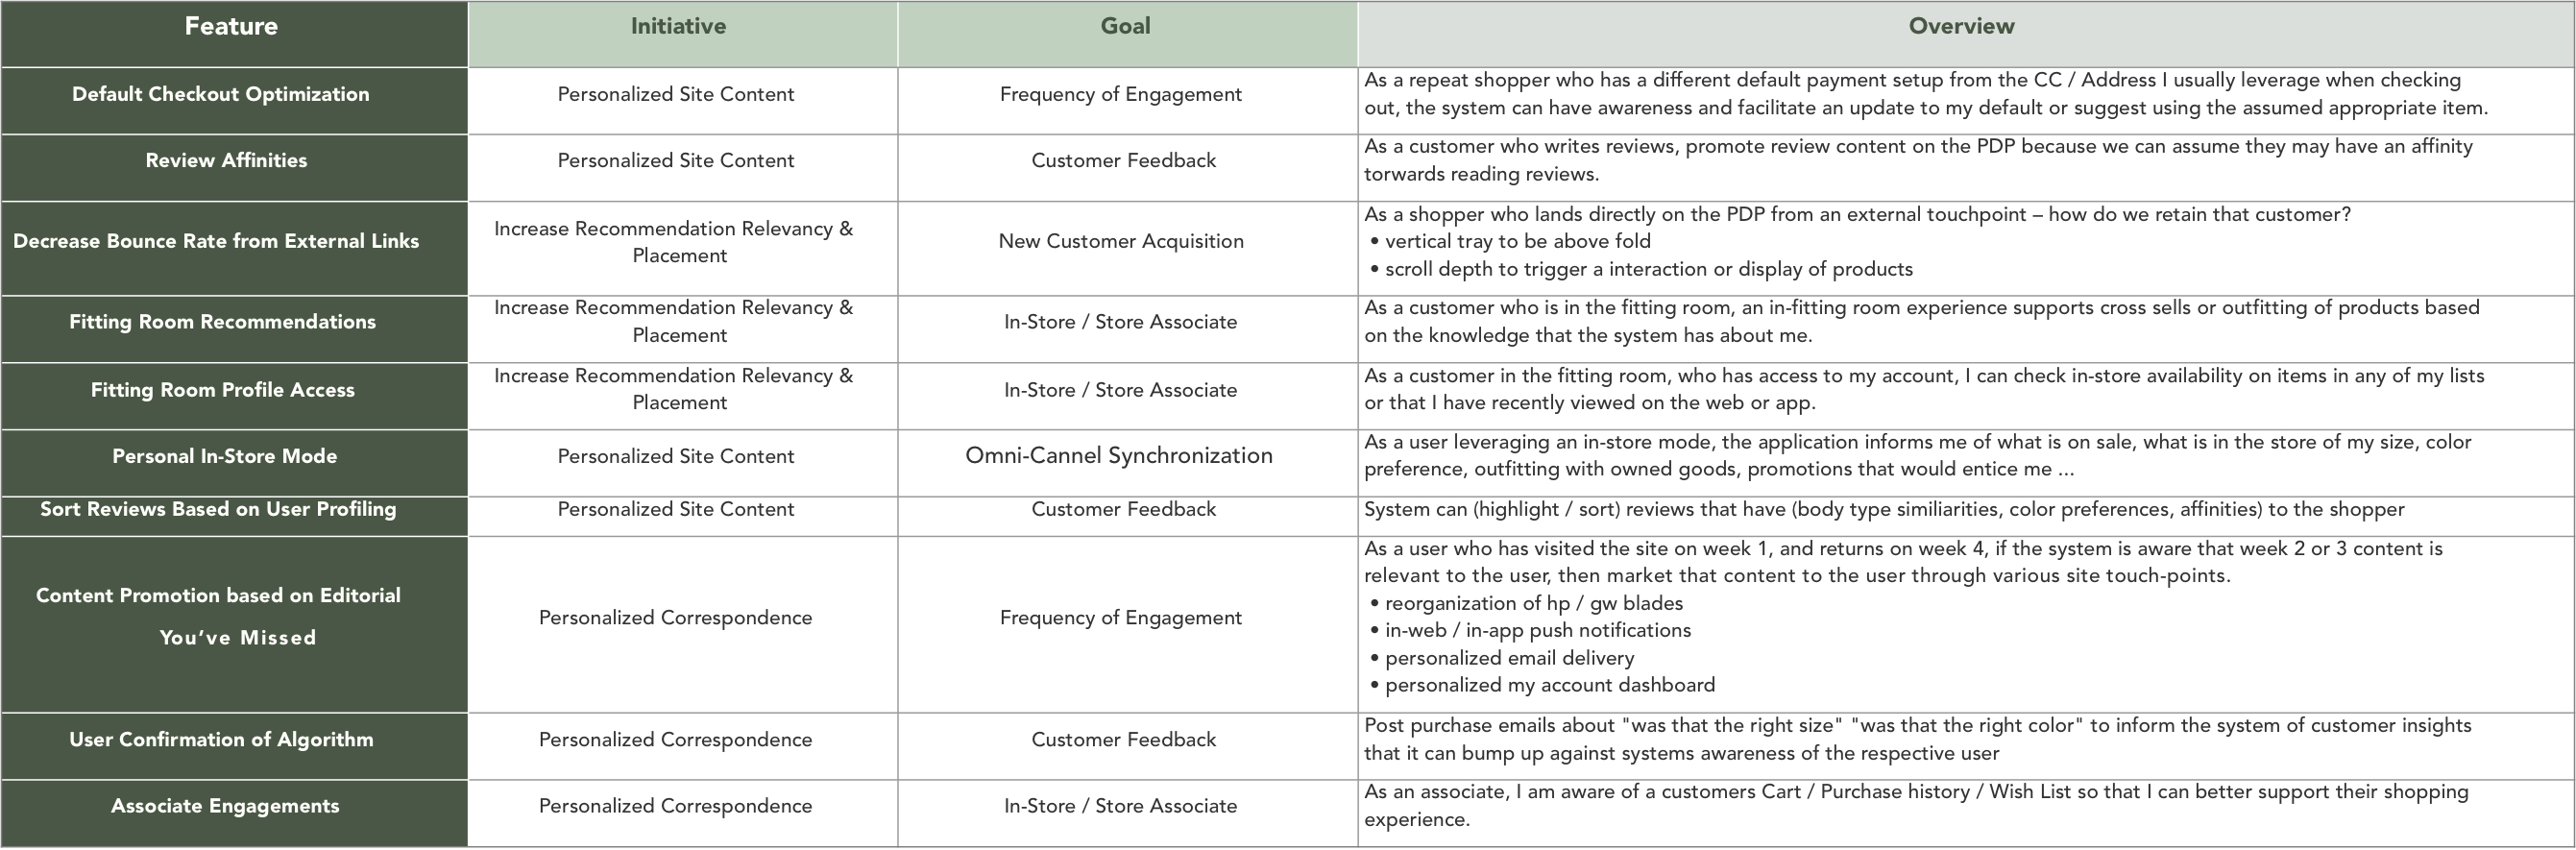 Feature
Initiative
Goal
Overview
Default Checkout Optimization
Personalized Site Content
Frequency of Engagement
As a repeat shopper who has a different default payment setup from the CC / Address I usually leverage when checking
out, the system can have awareness and facilitate an update to my default or suggest using the assumed appropriate item.
Review Affinities
Personalized Site Content
Customer Feedback
As a customer who writes reviews, promote review content on the PDP because we can assume they may have an affinity
torwards reading reviews.
Decrease Bounce Rate from External Links
Increase Recommendation Relevancy &
Placement
New Customer Acquisition
As a shopper who lands directly on the PDP from an external touchpoint – how do we retain that customer?
• vertical tray to be above fold
• scroll depth to trigger a interaction or display of products
Fitting Room Recommendations
Increase Recommendation Relevancy &
Placement
In-Store / Store Associate
As a customer who is in the fitting room, an in-fitting room experience supports cross sells or outfitting of products based
on the knowledge that the system has about me.
Fitting Room Profile Access
Increase Recommendation Relevancy &
Placement
In-Store / Store Associate
As a customer in the fitting room, who has access to my account, I can check in-store availability on items in any of my lists
or that I have recently viewed on the web or app.
Personal In-Store Mode
Personalized Site Content
Omni-Cannel Synchronization
As a user leveraging an in-store mode, the application informs me of what is on sale, what is in the store of my size, color
preference, outfitting with owned goods, promotions that would entice me ...
Sort Reviews Based on User Profiling
Personalized Site Content
Customer Feedback
System can (highlight / sort) reviews that have (body type similiarities, color preferences, affinities) to the shopper
Content Promotion based on Editorial
You've Missed
Personalized Correspondence
Frequency of Engagement
As a user who has visited the site on week 1, and returns on week 4, if the system is aware that week 2 or 3 content is
relevant to the user, then market that content to the user through various site touch-points.
• reorganization of hp / gw blades
• in-web / in-app push notifications
• personalized email delivery
• personalized my account dashboard
User Confirmation of Algorithm
Personalized Correspondence
Customer Feedback
Post purchase emails about "was that the right size" "was that the right color" to inform the system of customer insights
that it can bump up against systems awareness of the respective user
Associate Engagements
Personalized Correspondence
In-Store / Store Associate
As an associate, I am aware of a customers Cart / Purchase history / Wish List so that I can better support their shopping
experience.